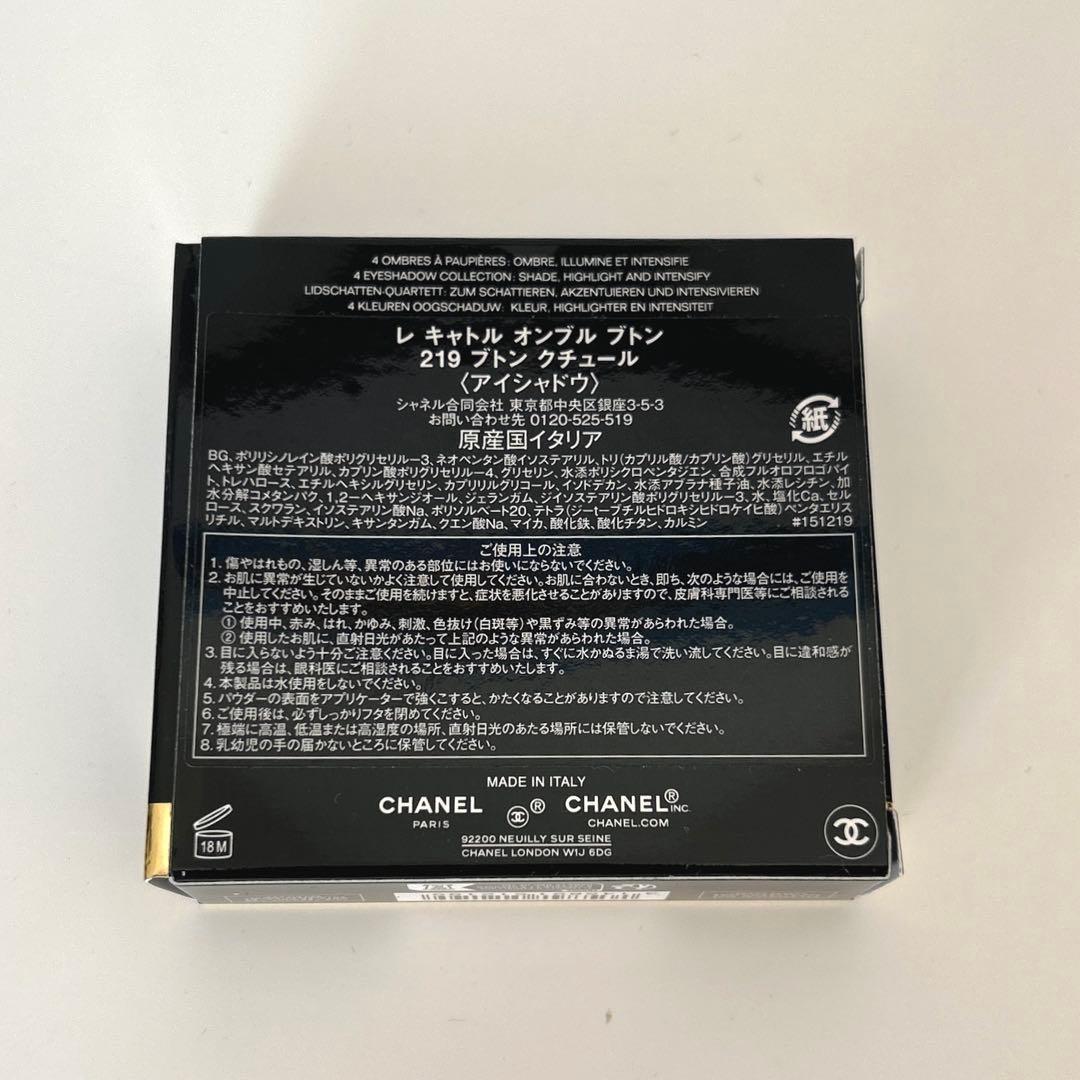 4 OMBRES À PAUPIÈRES: OMBRE, ILLUMINE ET INTENSIFIE
4 EYESHADOW COLLECTION: SHADE, HIGHLIGHT AND INTENSIFY
LIDSCHATTEN-QUARTETT: ZUM SCHATTIEREN, AKZENTUIEREN UND INTENSIVIEREN
4 KLEUREN OOGSCHADUW: KLEUR, HIGHLIGHTER EN INTENSITEIT
レ キャトル オンブル ブトン
219 ブトン クチュール
〈アイシャドウ〉
シャネル合同会社 東京都中央区銀座3-5-3
お問い合わせ先 0120-525-519
原産国イタリア
紙
BG、ポリリシノレイン酸ポリグリセリル-3、ネオペンタン酸イソステアリル、トリ(カプリル酸/カプリン酸)グリセリル、エチル
ヘキサン酸セテアリル、カプリン酸ポリグリセリル-4、グリセリン、水添ポリシクロペンタジエン、合成フルオロフロゴパイ
ト、トレハロース、エチルヘキシルグリセリン、カプリリルグリコール、イソドデカン、水添アブラナ種子油、水添レシチン、加
水分解コメタンパク、1,2-ヘキサンジオール、ジェランガム、ジイソステアリン酸ポリグリセリル-3、水、塩化Ca、セル
ロース、スクワラン、イソステアリン酸Na、ポリソルベート20、テトラ(ジ-t-ブチルヒドロキシヒドロケイヒ酸)ペンタエリス
リチル、マルトデキストリン、キサンタンガム、クエン酸Na、マイカ、酸化鉄、酸化チタン、カルミン #151219
ご使用上の注意
1. 傷やはれもの、湿しん等、異常のある部位にはお使いにならないでください。
2. お肌に異常が生じていないかよく注意して使用してください。お肌に合わないとき、即ち、次のような場合には、ご使用を
中止してください。そのままご使用を続けますと、症状を悪化させることがありますので、皮膚科専門医等にご相談される
ことをおすすめいたします。
① 使用中、赤み、はれ、かゆみ、刺激、色抜け(白斑等)や黒ずみ等の異常があらわれた場合。
② 使用したお肌に、直射日光があたって上記のような異常があらわれた場合。
3. 目に入らないよう十分ご注意ください。目に入った場合は、すぐに水かぬるま湯で洗い流してください。目に違和感が
残る場合は、眼科医にご相談されることをおすすめいたします。
4. 本製品は水使用をしないでください。
5. パウダーの表面をアプリケーターで強くこすると、かたくなることがありますので注意してください。
6. ご使用後は、必ずしっかりフタを閉めてください。
7. 極端に高温、低温または高湿度の場所、直射日光のあたる場所には保管しないでください。
8. 乳幼児の手の届かないところに保管してください。
MADE IN ITALY
CHANEL ® CHANEL® INC.
PARIS CHANEL.COM
92200 NEUILLY SUR SEINE
CHANEL LONDON W1J 6DG
18 M